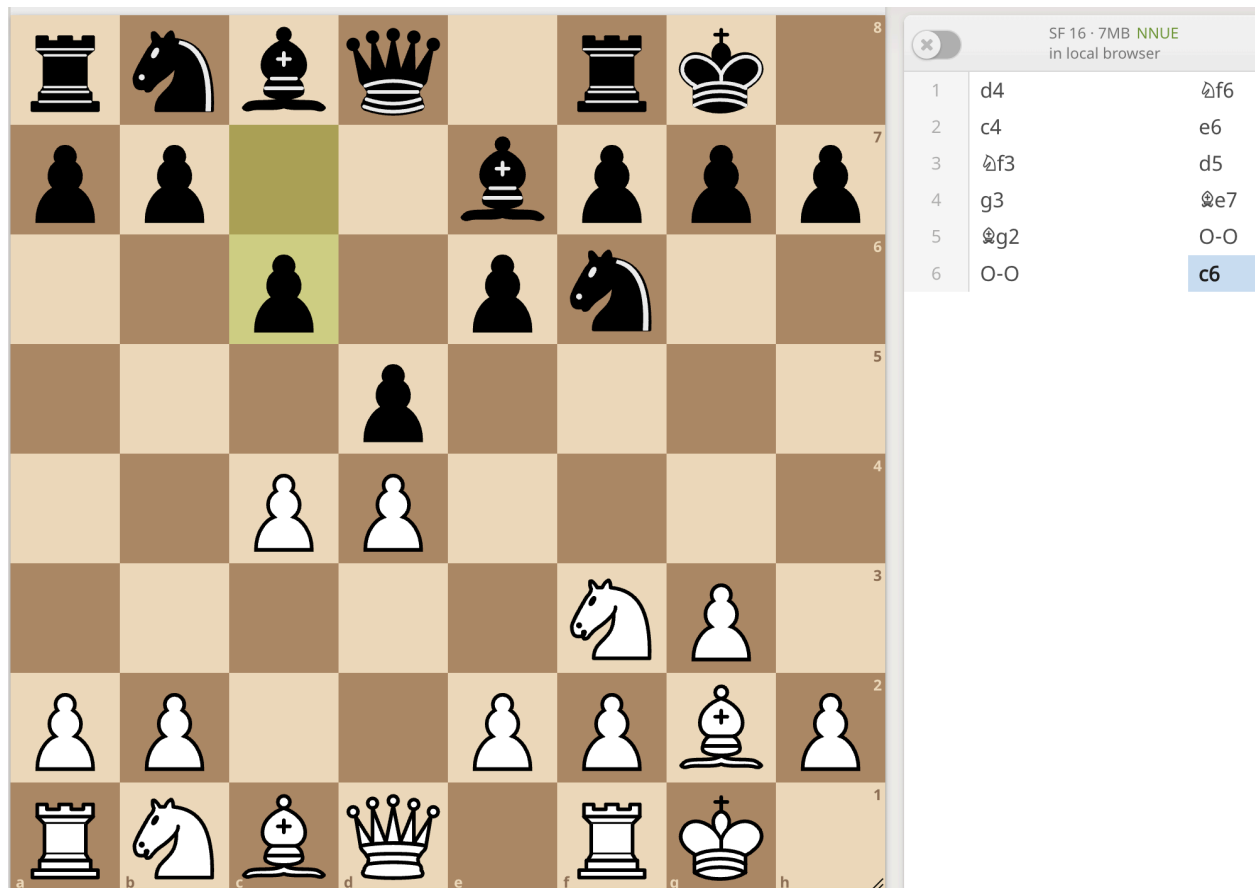 8
7
6
5
4
3
2
1
a b c d e f g h
SF 16 · 7MB NNUE
in local browser
1 d4 ♘f6
2 c4 e6
3 ♘f3 d5
4 g3 ♗e7
5 ♗g2 O-O
6 O-O c6